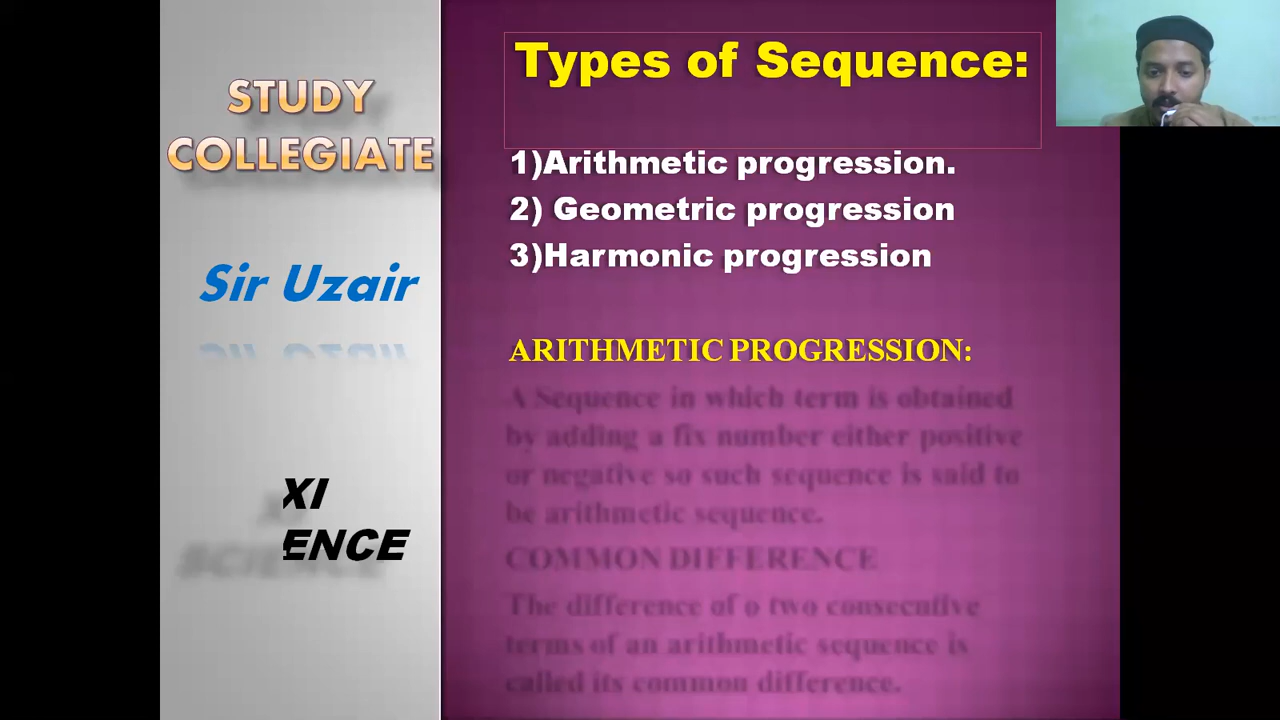 STUDY
COLLEGIATE
Sir Uzair
XI
SCIENCE
Types of Sequence:
1)Arithmetic progression.
2) Geometric progression
3)Harmonic progression
ARITHMETIC PROGRESSION:
A Sequence in which term is obtained
by adding a fix number either positive
or negative so such sequence is said to
be arithmetic sequence.
COMMON DIFFERENCE
The difference of o two consecutive
terms of an arithmetic sequence is
called its common difference.